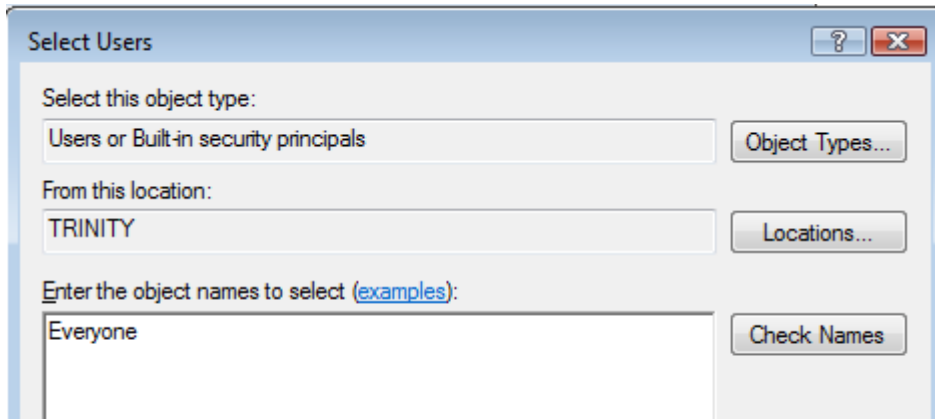 Select Users
Select this object type:
Users or Built-in security principals
Object Types...
From this location:
TRINITY
Locations...
Enter the object names to select (examples):
Everyone
Check Names